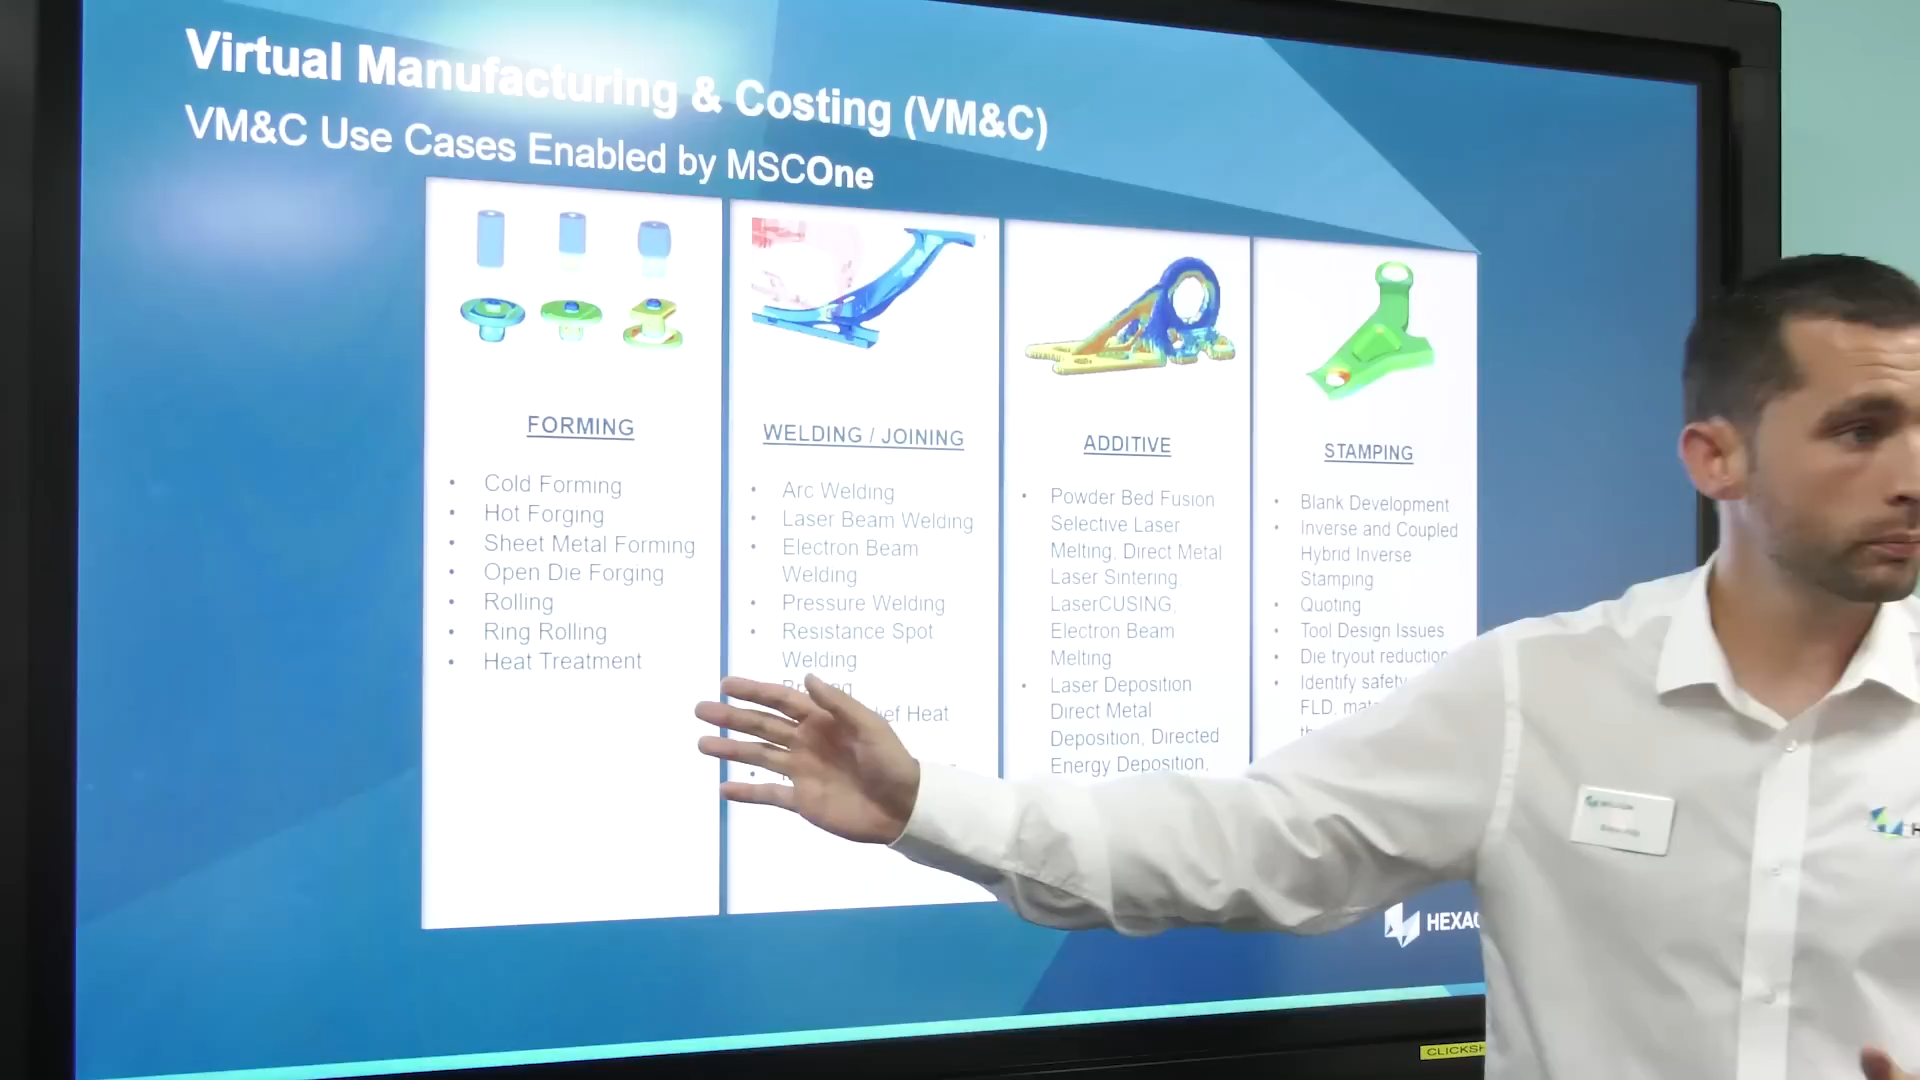 Virtual Manufacturing & Costing (VM&C)
VM&C Use Cases Enabled by MSCOne
FORMING
• Cold Forming
• Hot Forging
• Sheet Metal Forming
• Open Die Forging
• Rolling
• Ring Rolling
• Heat Treatment
WELDING / JOINING
• Arc Welding
• Laser Beam Welding
• Electron Beam
Welding
• Pressure Welding
• Resistance Spot
Welding
Heat
ADDITIVE
• Powder Bed Fusion
Selective Laser
Melting, Direct Metal
Laser Sintering
LaserCUSING,
Electron Beam
Melting
• Laser Deposition
Direct Metal
Deposition, Directed
Energy Deposition,
STAMPING
• Blank Development
• Inverse and Coupled
Hybrid Inverse
Stamping
• Quoting
• Tool Design Issues
• Die tryout reduction
• Identify safety
FLD,
HEXAG
CLICKSH